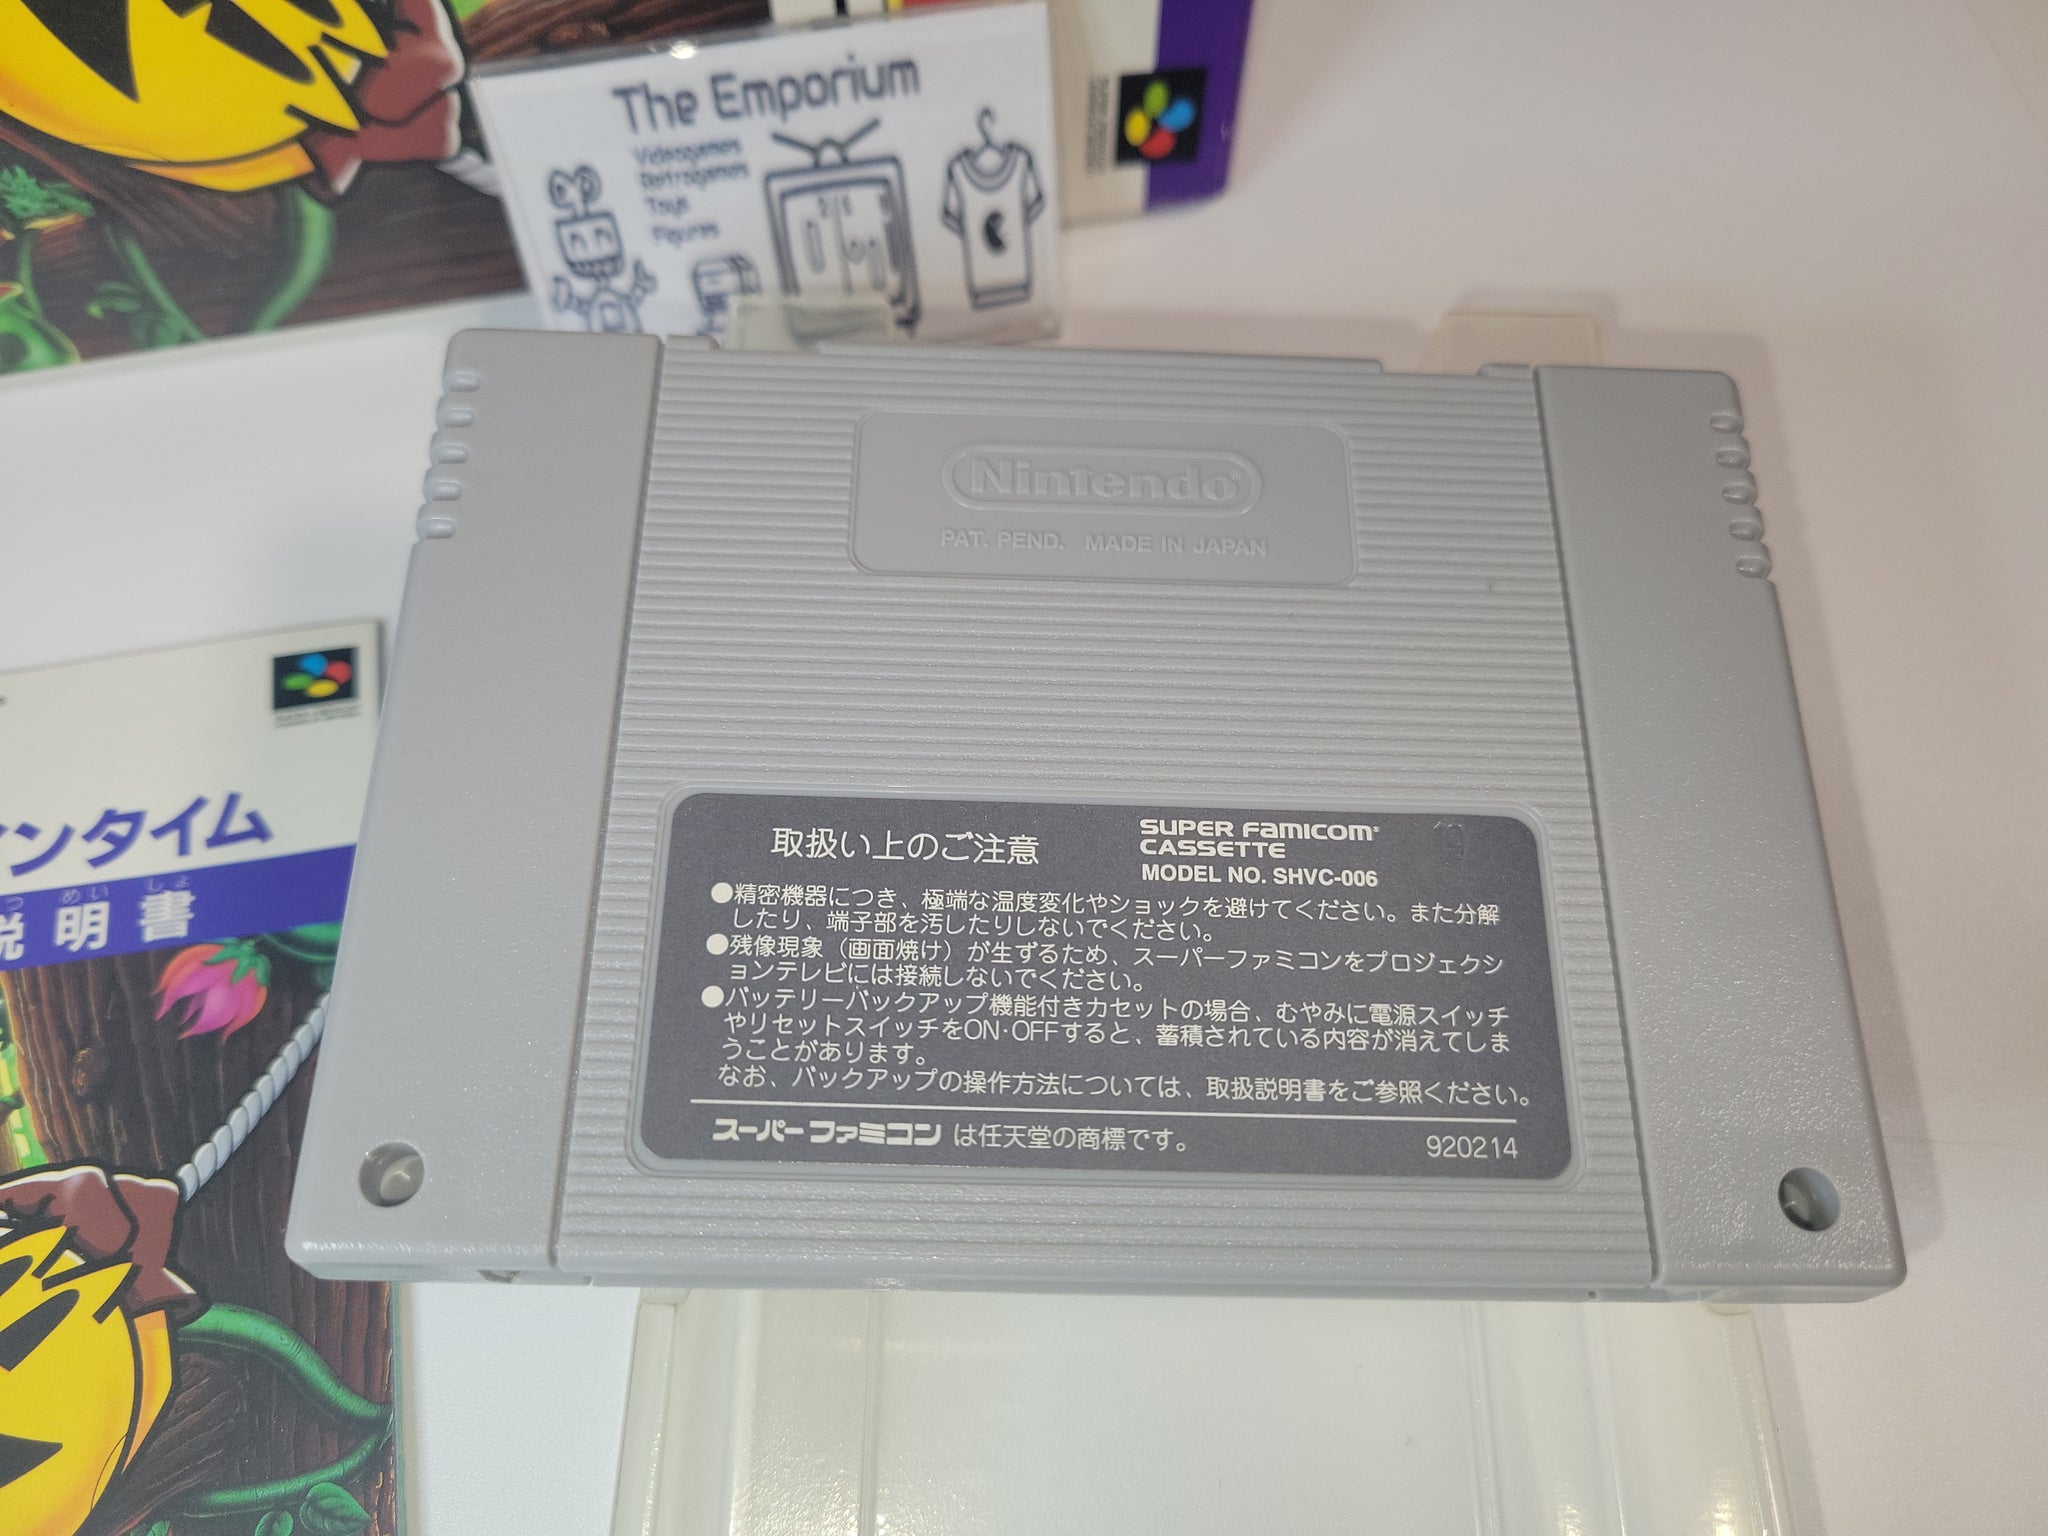 The Emporium
Videogames
Retrogames
Toys
Figures
Nintendo
PAT. PEND. MADE IN JAPAN
ンタイム
めい しょ
説明書
取扱い上のご注意
SUPER FAMICOM
CASSETTE
MODEL NO. SHVC-006
●精密機器につき、極端な温度変化やショックを避けてください。また分解
したり、端子部を汚したりしないでください。
●残像現象（画面焼け）が生ずるため、スーパーファミコンをプロジェクシ
ョンテレビには接続しないでください。
●バッテリーバックアップ機能付きカセットの場合、むやみに電源スイッチ
やリセットスイッチをON·OFFすると、蓄積されている内容が消えてしま
うことがあります。
なお、バックアップの操作方法については、取扱説明書をご参照ください。
スーパーファミコン は任天堂の商標です。
920214